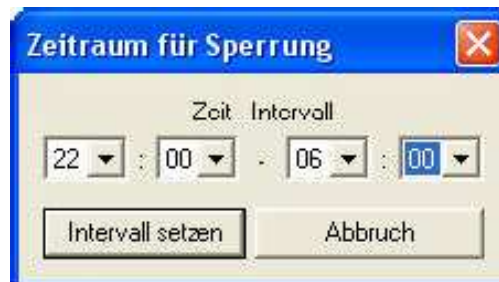 Zeitraum für Sperrung
Zeit Intervall
22 : 00 - 06 : 00
Intervall setzen Abbruch